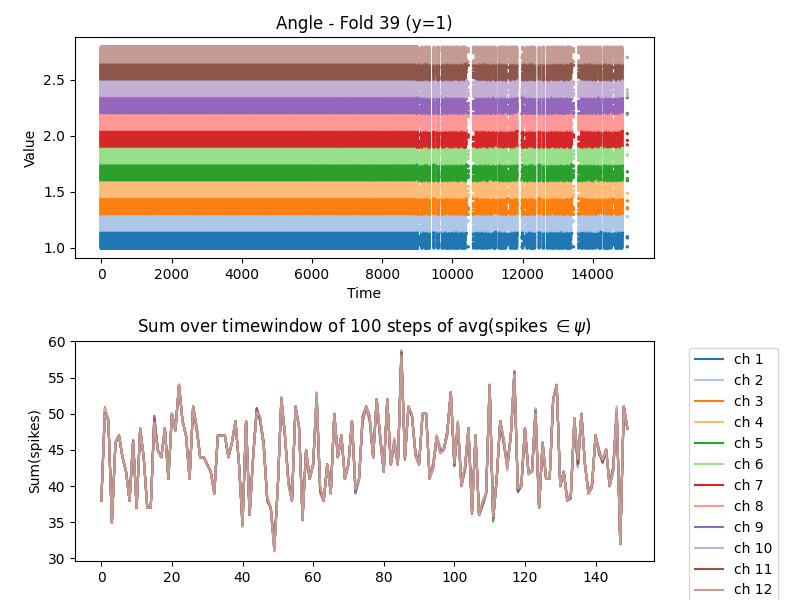 Angle - Fold 39 (y=1)
Value
2.5
2.0
1.5
1.0
0 2000 4000 6000 8000 10000 12000 14000
Time
Sum over timewindow of 100 steps of avg(spikes ∈ ψ)
Sum(spikes)
60
55
50
45
40
35
30
0 20 40 60 80 100 120 140
ch 1
ch 2
ch 3
ch 4
ch 5
ch 6
ch 7
ch 8
ch 9
ch 10
ch 11
ch 12